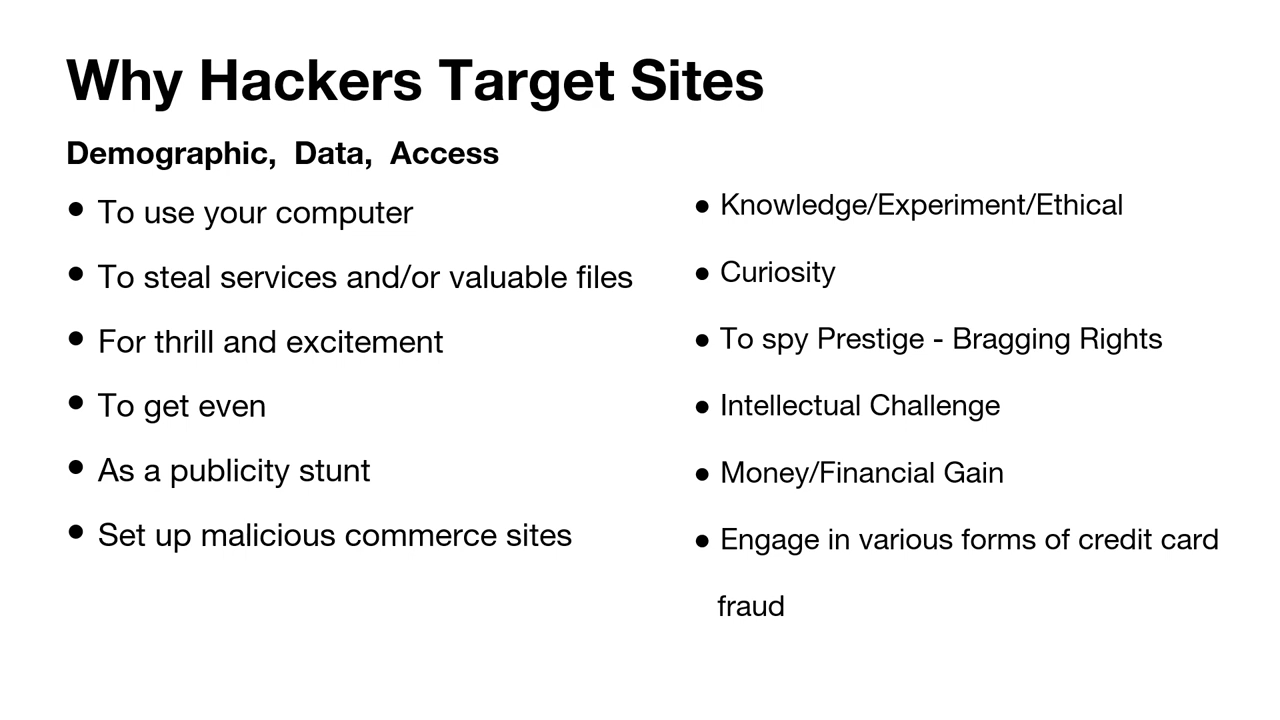 Why Hackers Target Sites
Demographic, Data, Access
• To use your computer
• To steal services and/or valuable files
• For thrill and excitement
• To get even
• As a publicity stunt
• Set up malicious commerce sites
• Knowledge/Experiment/Ethical
• Curiosity
• To spy Prestige - Bragging Rights
• Intellectual Challenge
• Money/Financial Gain
• Engage in various forms of credit card
fraud